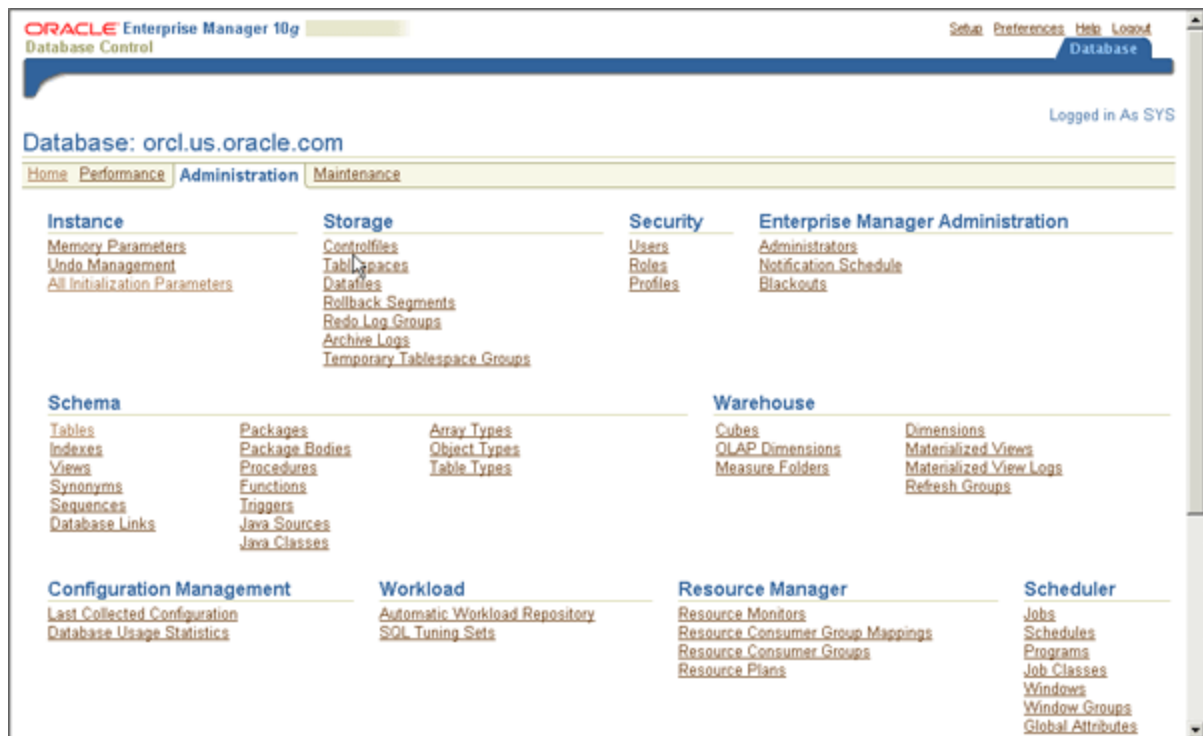 ORACLE Enterprise Manager 10g
Database Control
Setup Preferences Help Logout
Database
Logged in As SYS
Database: orcl.us.oracle.com
Home Performance Administration Maintenance
Instance
Memory Parameters
Undo Management
All Initialization Parameters
Storage
Controlfiles
Tablespaces
Datafiles
Rollback Segments
Redo Log Groups
Archive Logs
Temporary Tablespace Groups
Security
Users
Roles
Profiles
Enterprise Manager Administration
Administrators
Notification Schedule
Blackouts
Schema
Tables
Indexes
Views
Synonyms
Sequences
Database Links
Packages
Package Bodies
Procedures
Functions
Triggers
Java Sources
Java Classes
Array Types
Object Types
Table Types
Warehouse
Cubes
OLAP Dimensions
Measure Folders
Dimensions
Materialized Views
Materialized View Logs
Refresh Groups
Configuration Management
Last Collected Configuration
Database Usage Statistics
Workload
Automatic Workload Repository
SQL Tuning Sets
Resource Manager
Resource Monitors
Resource Consumer Group Mappings
Resource Consumer Groups
Resource Plans
Scheduler
Jobs
Schedules
Programs
Job Classes
Windows
Window Groups
Global Attributes